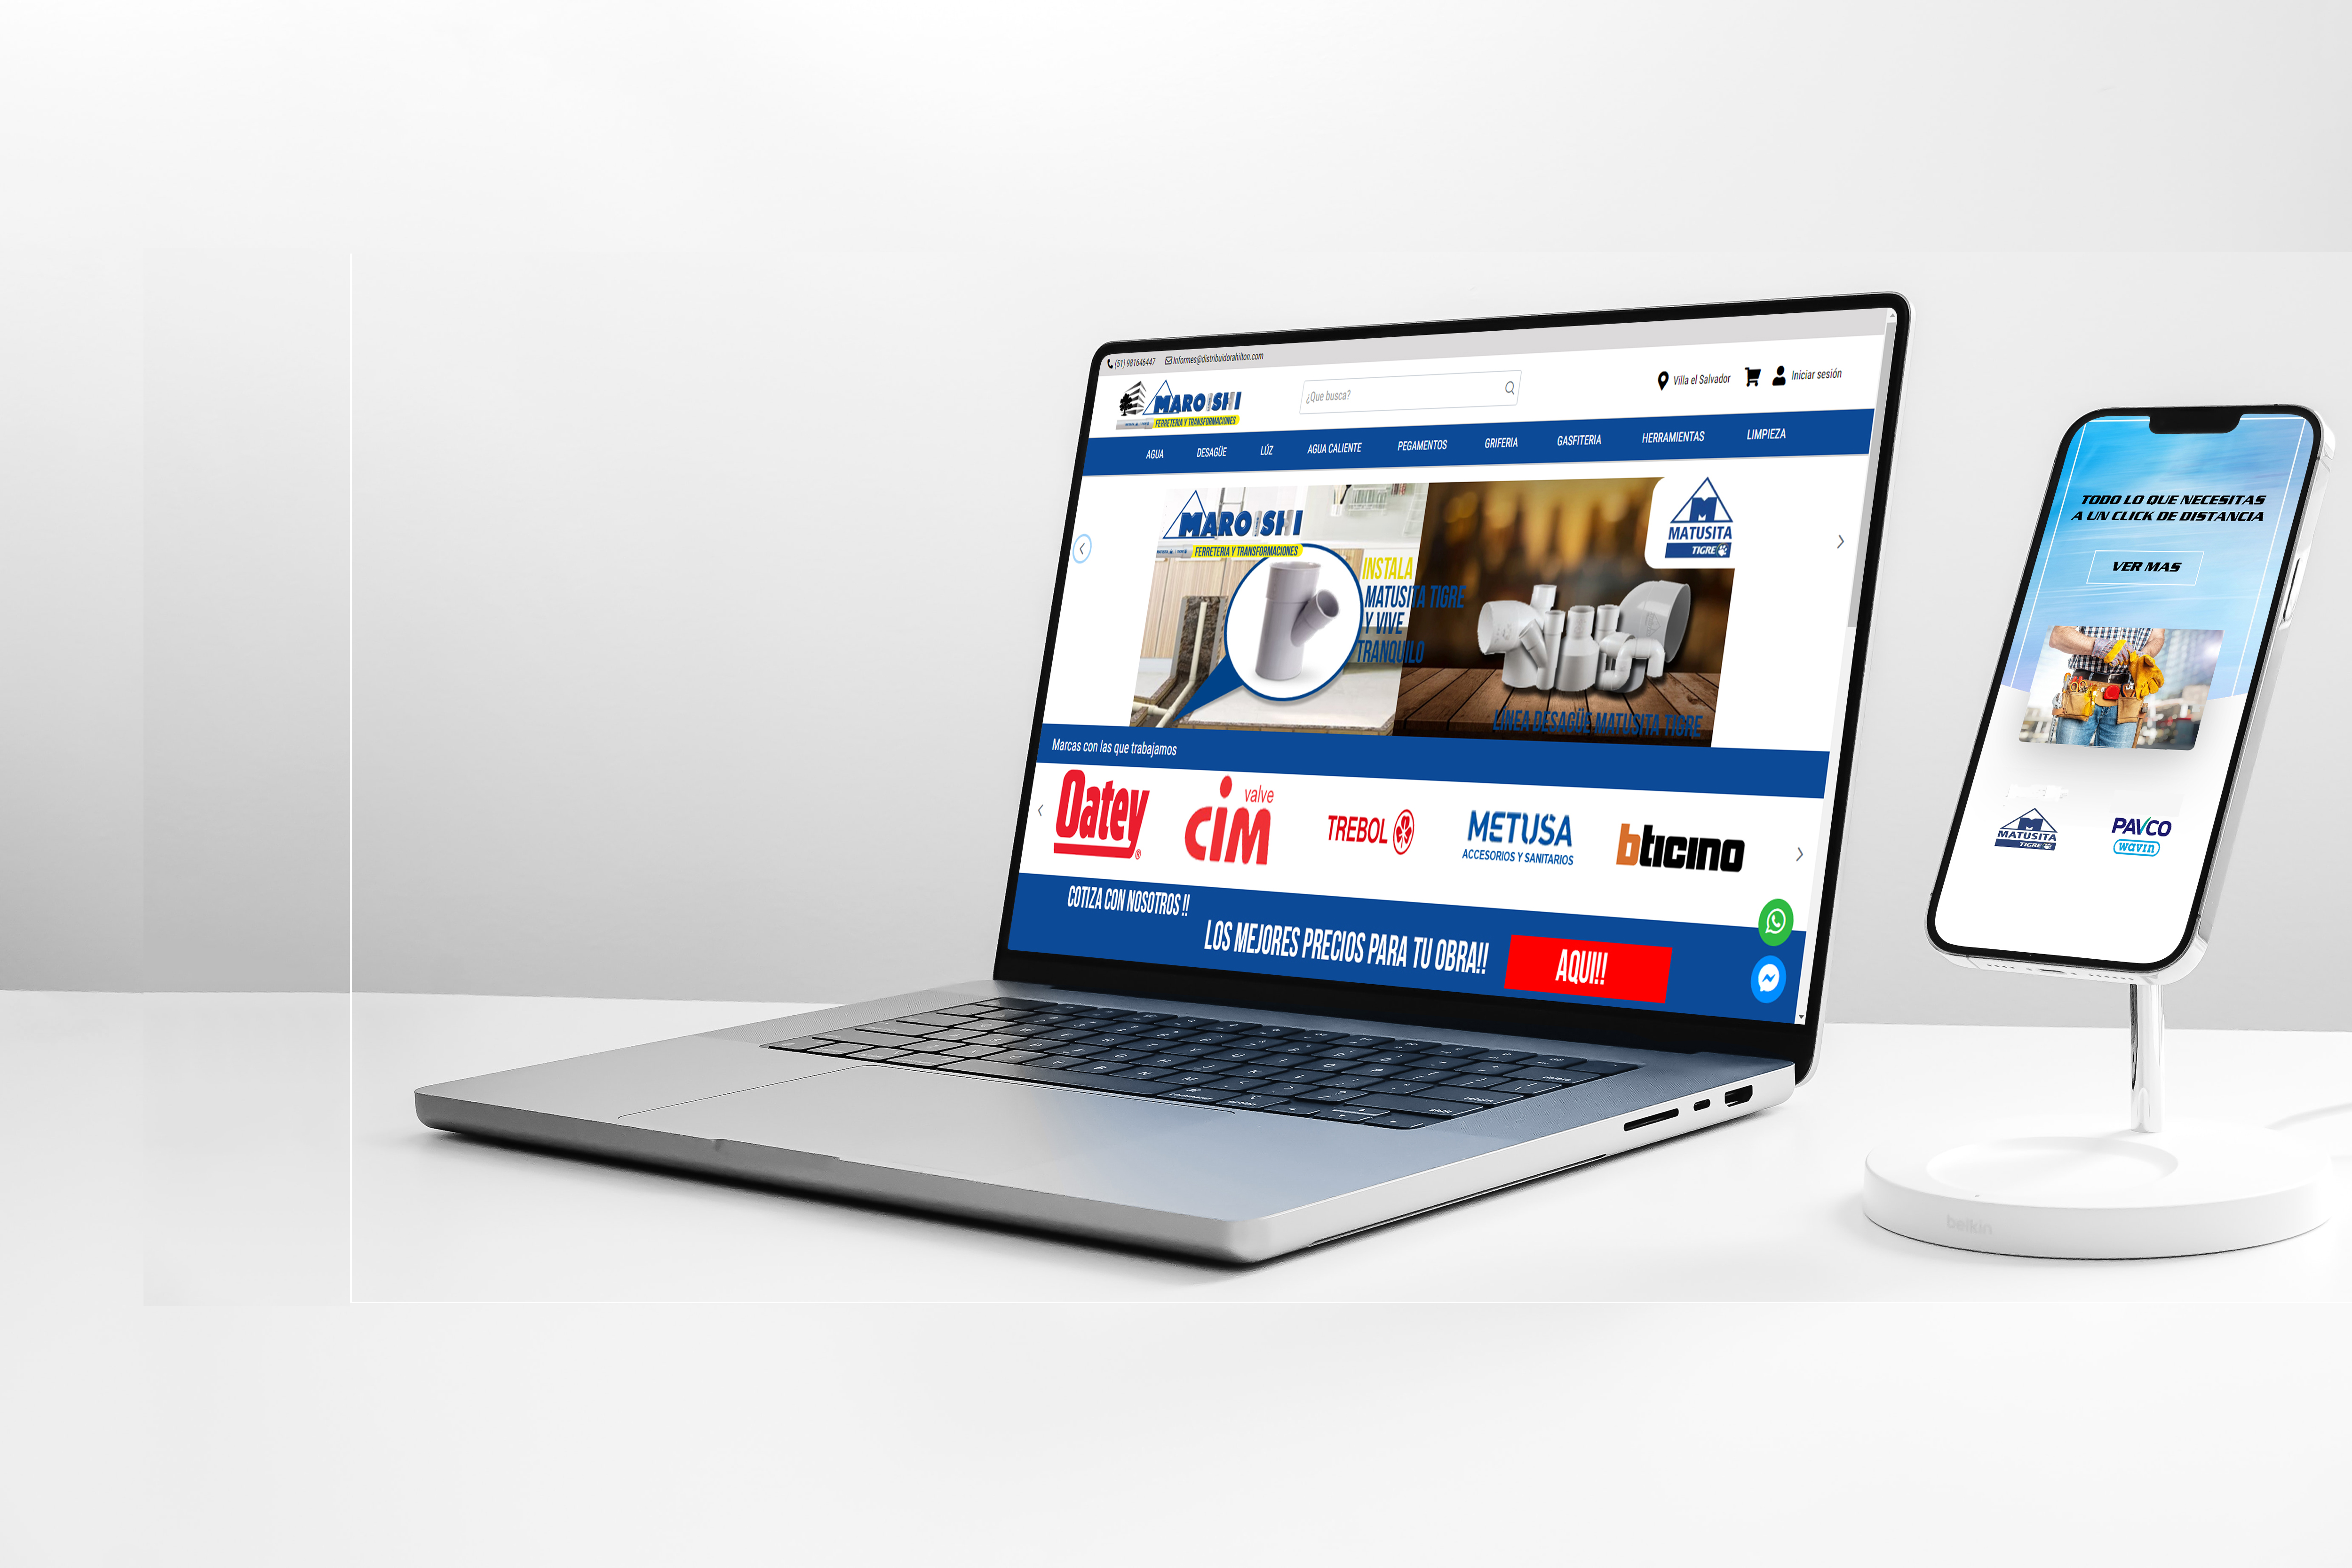 (51) 981646447 Informes@distribuidorahilton.com
MAROISHI
FERRETERIA Y TRANSFORMACIONES
¿Que busca?
Villa el Salvador
Iniciar sesión
AGUA DESAGÜE LÚZ AGUA CALIENTE PEGAMENTOS GRIFERIA GASFITERIA HERRAMIENTAS LIMPIEZA
MAROISHI
FERRETERIA Y TRANSFORMACIONES
INSTALA
MATUSITA TIGRE
Y VIVE
TRANQUILO
MATUSITA
TIGRE
LÍNEA DESAGÜE MATUSITA TIGRE
Marcas con las que trabajamos
Oatey®
cim valve
TREBOL
METUSA
ACCESORIOS Y SANITARIOS
bticino
COTIZA CON NOSOTROS !!
LOS MEJORES PRECIOS PARA TU OBRA!!
AQUI!!!
TODO LO QUE NECESITAS
A UN CLICK DE DISTANCIA
VER MAS
MATUSITA
TIGRE
PAVCO
wavin
belkin